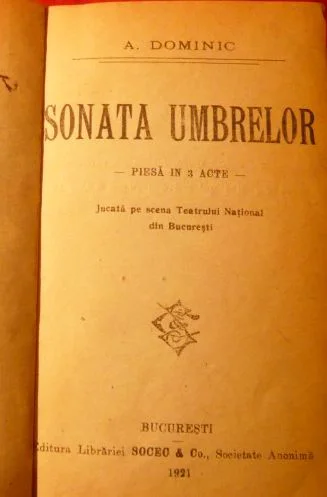 A. DOMINIC
SONATA UMBRELOR
— PIESĂ IN 3 ACTE —
Jucată pe scena Teatrului Național
din București
BUCUREȘTI
Editura Librăriei SOCEC & Co., Societate Anonimă
1921